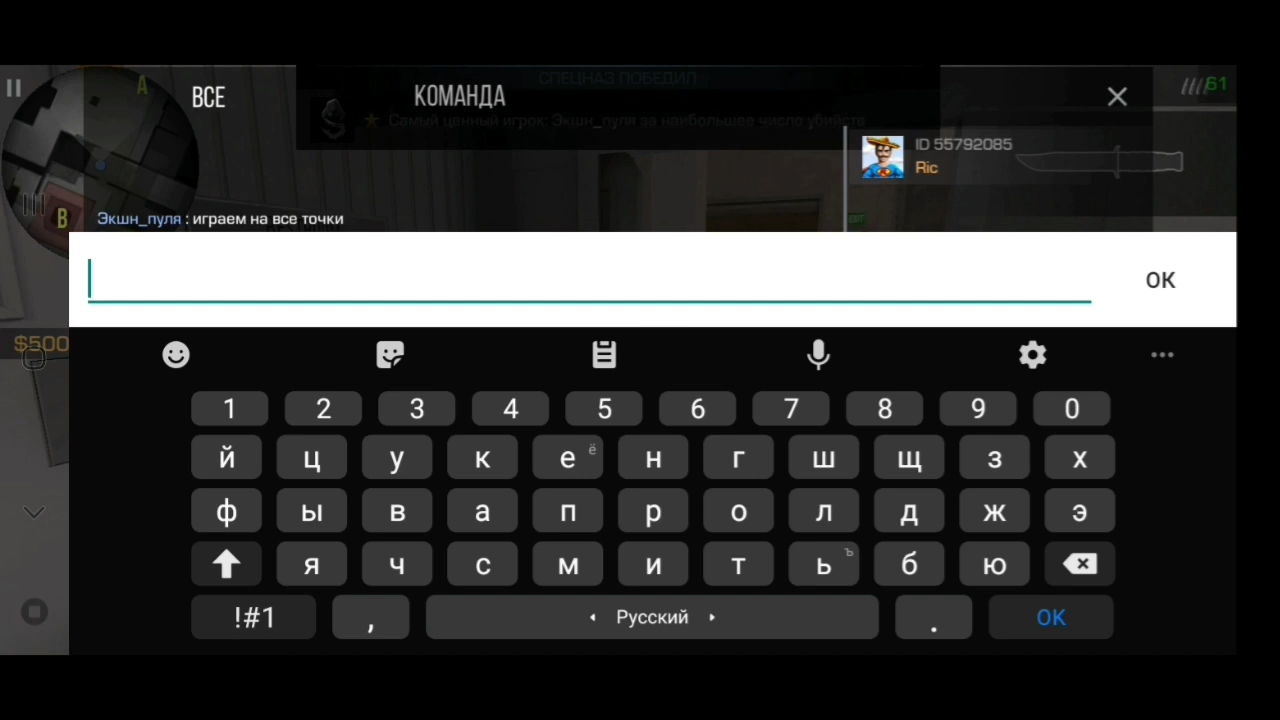 СПЕЦНАЗ ПОБЕДИЛ
A
ВСЕ
КОМАНДА
61
★ Самый ценный игрок: Экшн_пуля за наибольшее число убийств
ID 55792085
Ric
B
Экшн_пуля : играем на все точки
OK
$500
1 2 3 4 5 6 7 8 9 0
й ц у к е ё н г ш щ з х
ф ы в а п р о л д ж э
я ч с м и т ь ъ б ю
!#1 , Русский . OK